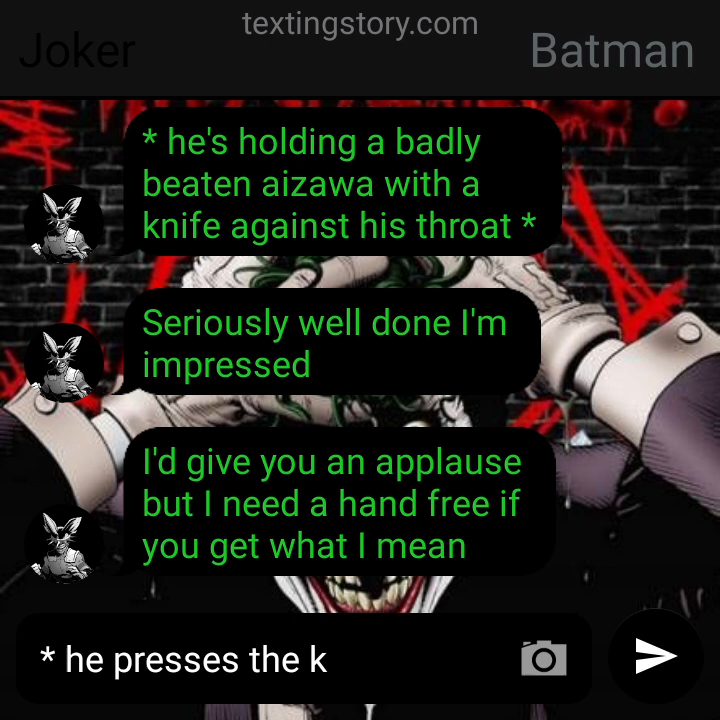 textingstory.com
Joker
Batman
* he's holding a badly
beaten aizawa with a
knife against his throat *
Seriously well done I'm
impressed
I'd give you an applause
but I need a hand free if
you get what I mean
* he presses the k